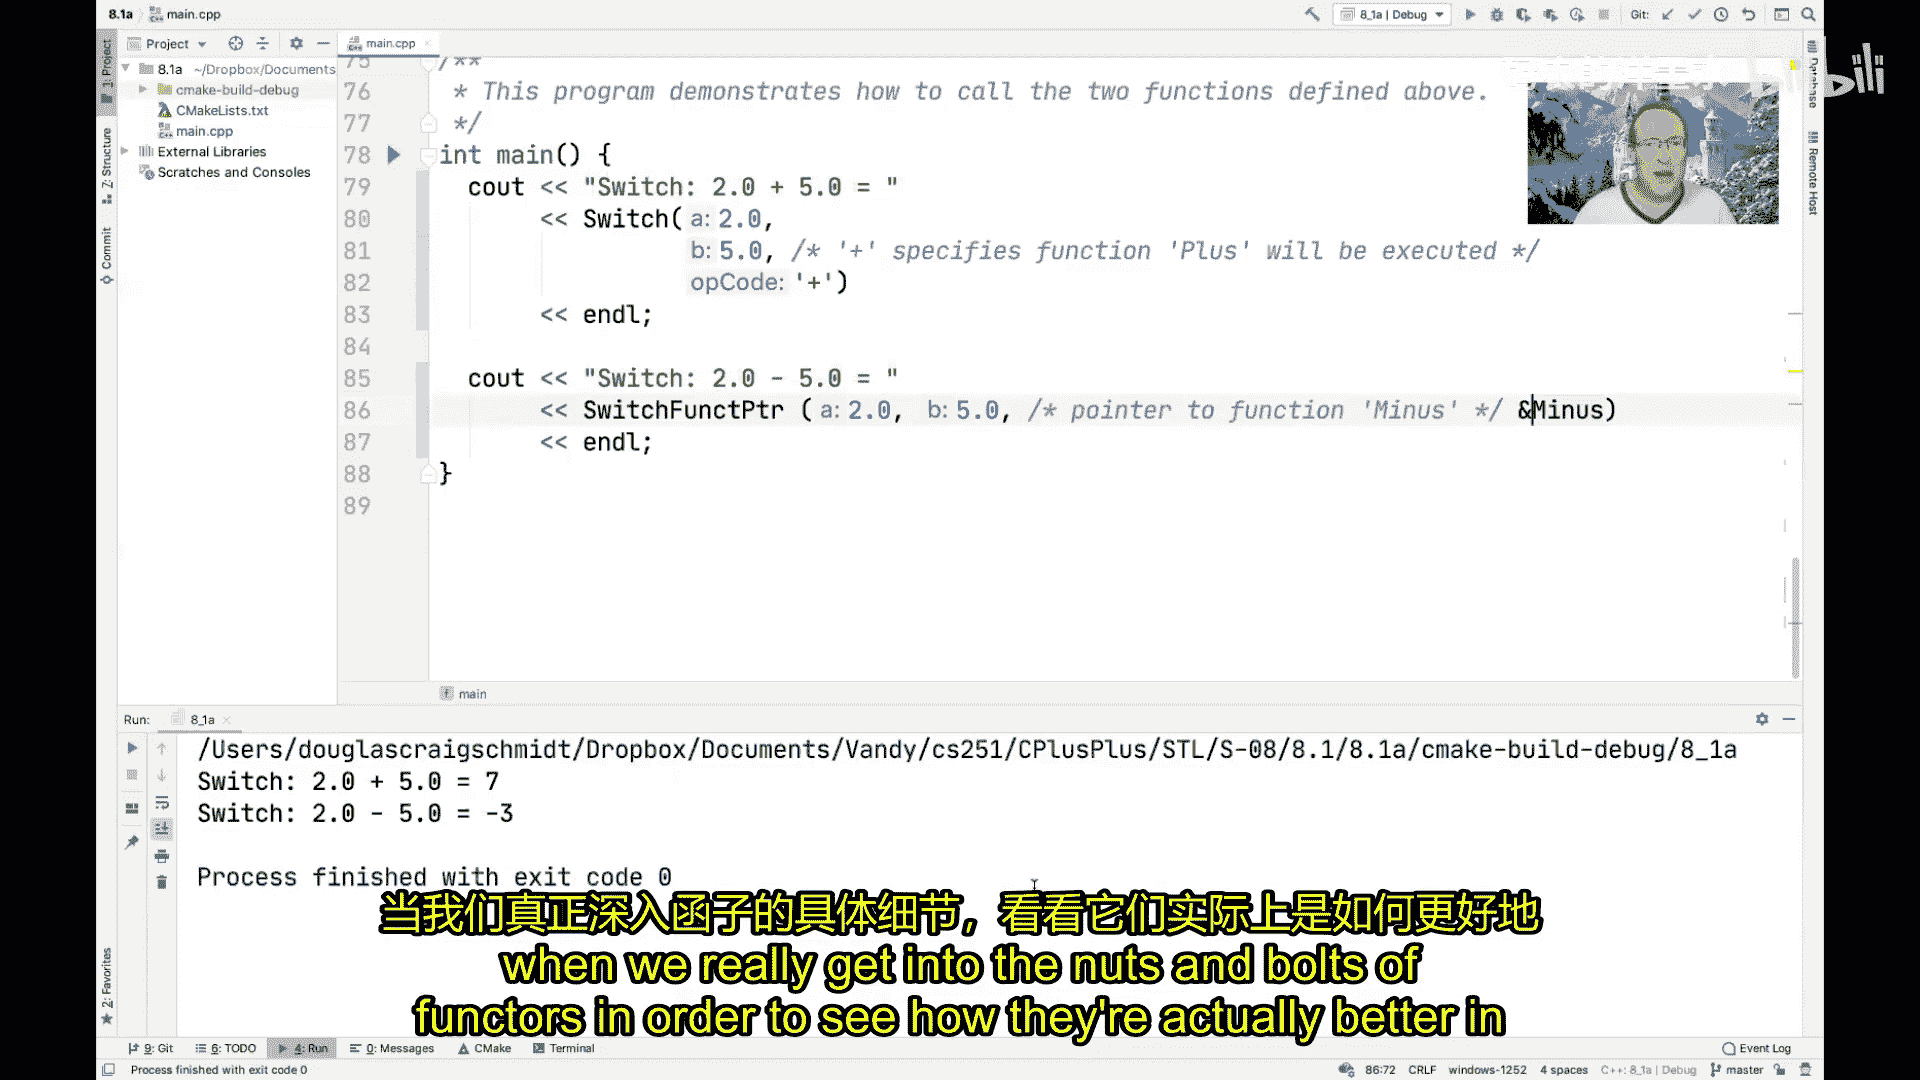 8.1a
main.cpp
8_1a | Debug
Git:
Project
main.cpp
1: Project
8.1a ~/Dropbox/Documents
cmake-build-debug
CMakeLists.txt
main.cpp
External Libraries
Scratches and Consoles
Z: Structure
Commit
2: Favorites
Database
Remote Host
bilibili
75 /**
76 * This program demonstrates how to call the two functions defined above.
77 */
78 int main() {
79 cout << "Switch: 2.0 + 5.0 = "
80 << Switch( a: 2.0,
81 b: 5.0, /* '+' specifies function 'Plus' will be executed */
82 opCode: '+')
83 << endl;
84
85 cout << "Switch: 2.0 - 5.0 = "
86 << SwitchFunctPtr ( a: 2.0, b: 5.0, /* pointer to function 'Minus' */ &Minus)
87 << endl;
88 }
89
f main
Run: 8_1a
/Users/douglascraigschmidt/Dropbox/Documents/Vandy/cs251/CPlusPlus/STL/S-08/8.1/8.1a/cmake-build-debug/8_1a
Switch: 2.0 + 5.0 = 7
Switch: 2.0 - 5.0 = -3
Process finished with exit code 0
当我们真正深入函子的具体细节，看看它们实际上是如何更好地
when we really get into the nuts and bolts of
functors in order to see how they're actually better in
9: Git 6: TODO 4: Run 0: Messages CMake Terminal Event Log
Process finished with exit code 0 86:72 CRLF windows-1252 4 spaces C++: 8_1a | Debug master